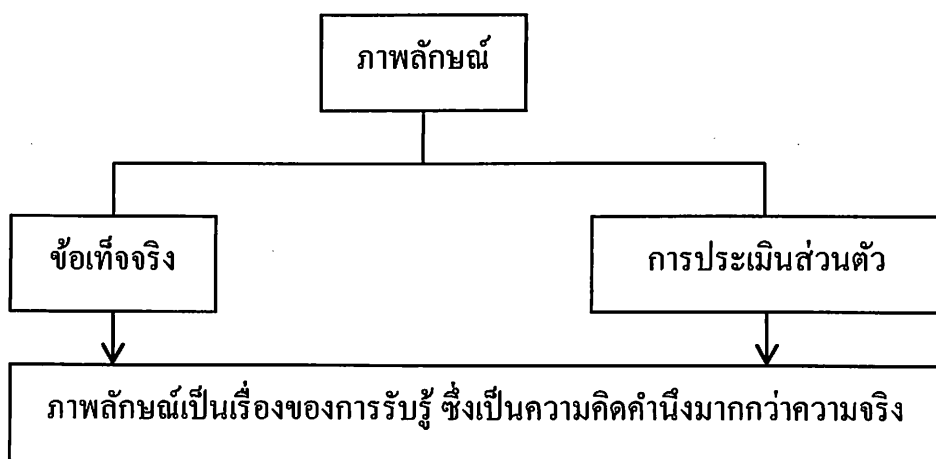 ภาพลักษณ์
ข้อเท็จจริง
การประเมินส่วนตัว
ภาพลักษณ์เป็นเรื่องของการรับรู้ ซึ่งเป็นความคิดคำนึงมากกว่าความจริง